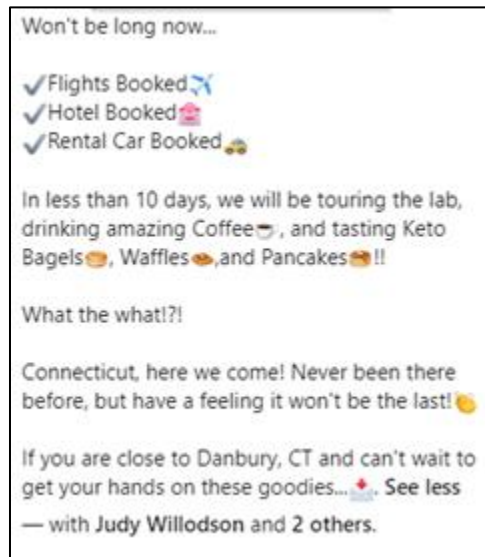 Won't be long now...
✔Flights Booked✈
✔Hotel Booked🏩
✔Rental Car Booked🚕
In less than 10 days, we will be touring the lab,
drinking amazing Coffee☕, and tasting Keto
Bagels🥯, Waffles🧇,and Pancakes🥞!!
What the what!?!
Connecticut, here we come! Never been there
before, but have a feeling it won't be the last!👏
If you are close to Danbury, CT and can't wait to
get your hands on these goodies...📩. See less
— with Judy Willodson and 2 others.